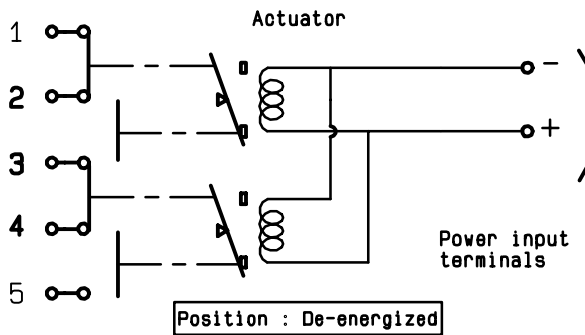 Actuator
1
2
3
4
5
-
+
Power input
terminals
Position : De-energized